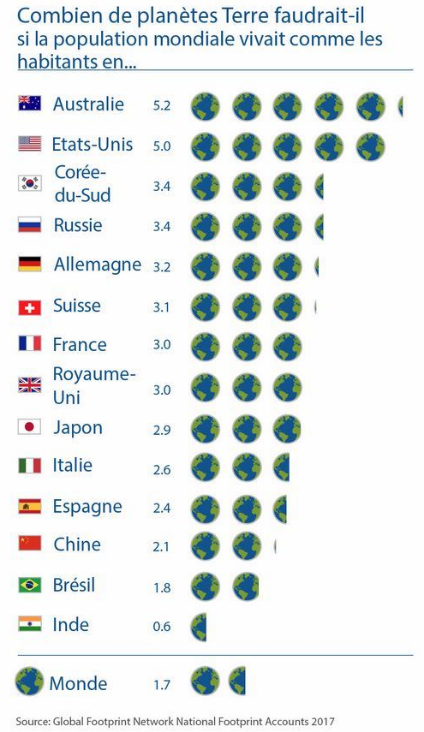 Combien de planètes Terre faudrait-il
si la population mondiale vivait comme les
habitants en...
Australie 5.2
Etats-Unis 5.0
Corée-
du-Sud 3.4
Russie 3.4
Allemagne 3.2
Suisse 3.1
France 3.0
Royaume-
Uni 3.0
Japon 2.9
Italie 2.6
Espagne 2.4
Chine 2.1
Brésil 1.8
Inde 0.6
Monde 1.7
Source: Global Footprint Network National Footprint Accounts 2017